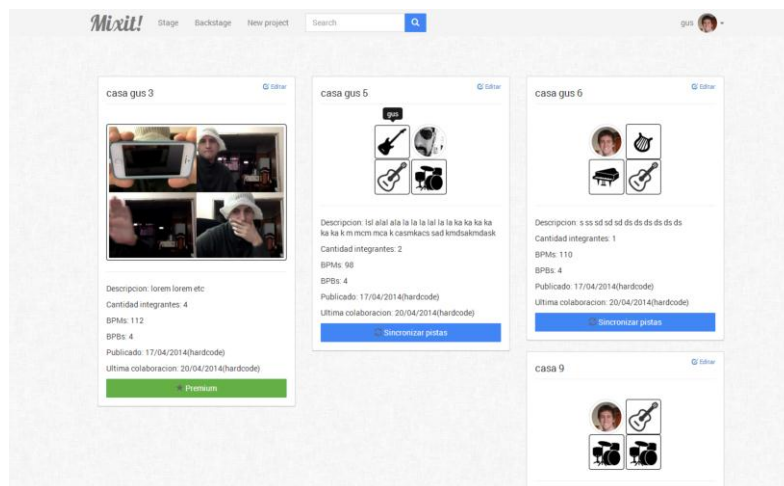 Mixit!
Stage
Backstage
New project
Search
gus
casa gus 3
Editar
Descripcion: lorem lorem etc
Cantidad integrantes: 4
BPMs: 112
BPBs: 4
Publicado: 17/04/2014(hardcode)
Ultima colaboracion: 20/04/2014(hardcode)
Premium
casa gus 5
Editar
gus
Descripcion: lsl alal ala la la la lal la la ka ka ka ka
ka ka k m mcm mca k casmkacs sad kmdsakmdask
Cantidad integrantes: 2
BPMs: 98
BPBs: 4
Publicado: 17/04/2014(hardcode)
Ultima colaboracion: 20/04/2014(hardcode)
Sincronizar pistas
casa gus 6
Editar
Descripcion: s ss sd sd sd ds ds ds ds ds ds
Cantidad integrantes: 1
BPMs: 110
BPBs: 4
Publicado: 17/04/2014(hardcode)
Ultima colaboracion: 20/04/2014(hardcode)
Sincronizar pistas
casa 9
Editar